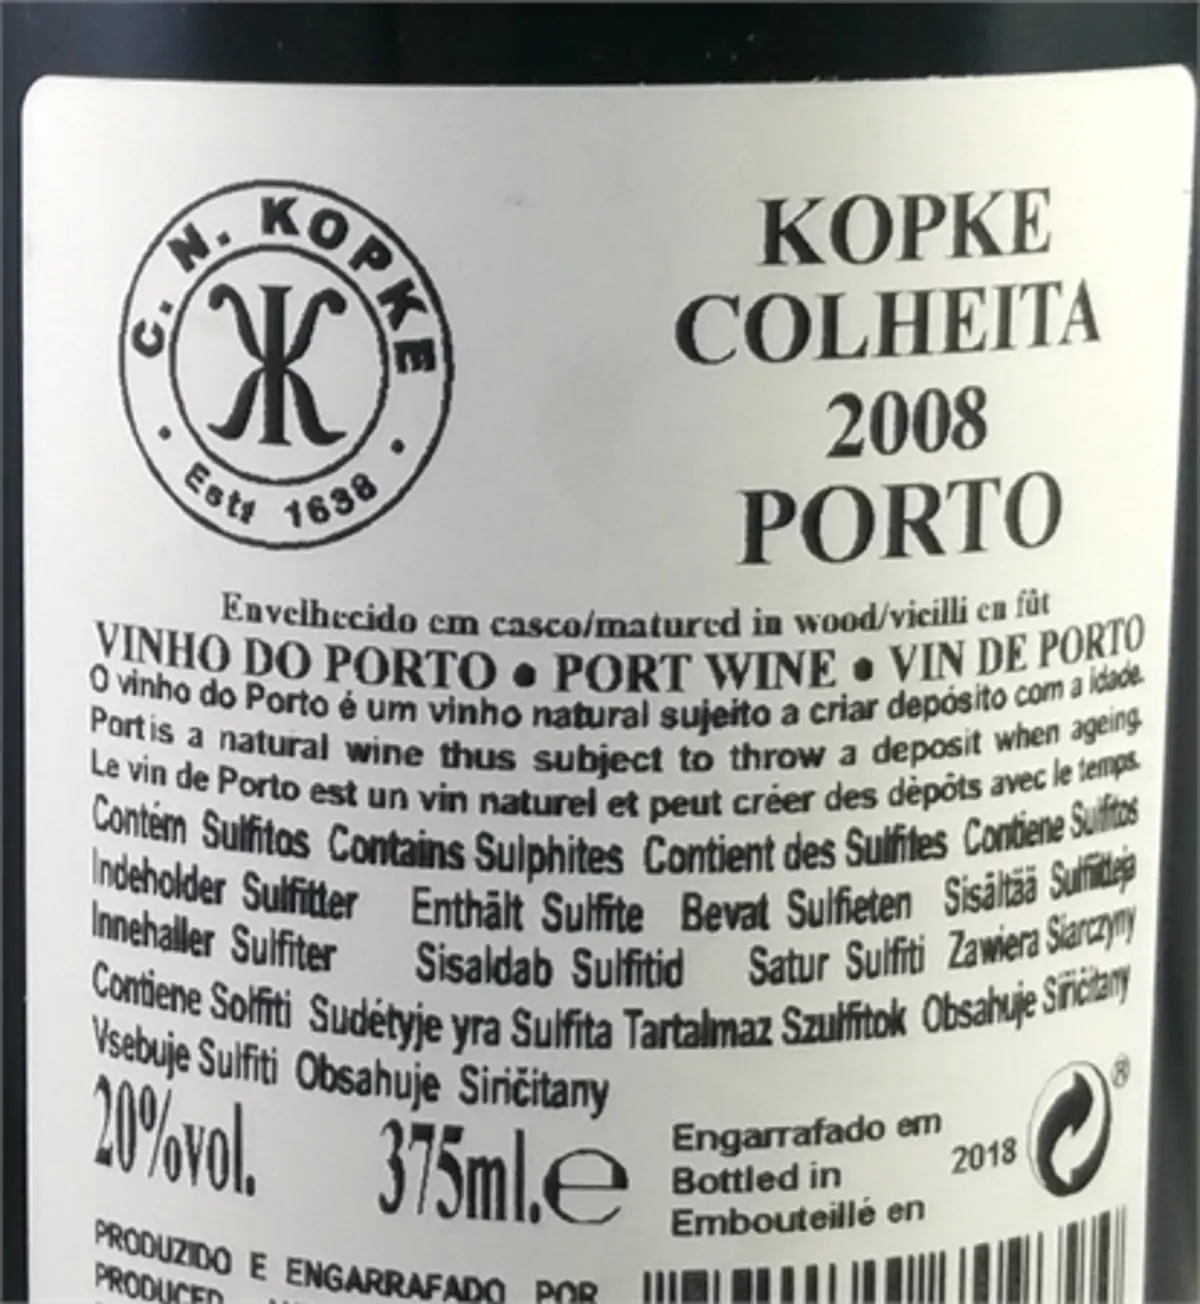 C. N. KOPKE
Estd 1638
KOPKE
COLHEITA
2008
PORTO
Envelhecido em casco/matured in wood/vieilli en fût
VINHO DO PORTO • PORT WINE • VIN DE PORTO
O vinho do Porto é um vinho natural sujeito a criar depósito com a idade.
Port is a natural wine thus subject to throw a deposit when ageing.
Le vin de Porto est un vin naturel et peut créer des dèpôts avec le temps.
Contém Sulfitos Contains Sulphites Contient des Sulfites Contiene Sulfitos
Indeholder Sulfitter Enthält Sulfite Bevat Sulfieten Sisältää Sulfiitteja
Innehaller Sulfiter Sisaldab Sulfitid Satur Sulfiti Zawiera Siarczyny
Contiene Solfiti Sudétyje yra Sulfita Tartalmaz Szulfitok Obsahuje Siřičitany
Vsebuje Sulfiti Obsahuje Siričitany
20%vol. 375ml.e
Engarrafado em
Bottled in
Embouteillé en
2018
®
PRODUZIDO E ENGARRAFADO POR
PRODUCED